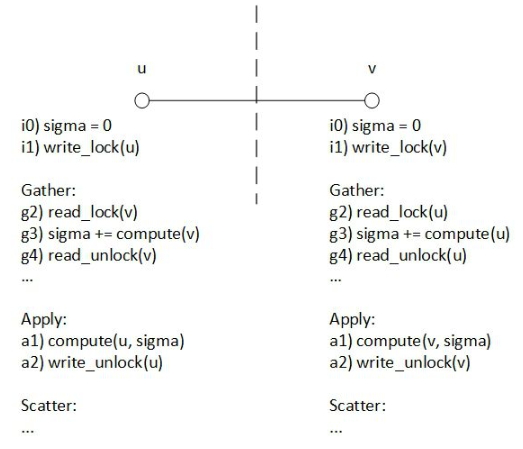 u
v
i0) sigma = 0
i1) write_lock(u)
Gather:
g2) read_lock(v)
g3) sigma += compute(v)
g4) read_unlock(v)
...
Apply:
a1) compute(u, sigma)
a2) write_unlock(u)
Scatter:
...
i0) sigma = 0
i1) write_lock(v)
Gather:
g2) read_lock(u)
g3) sigma += compute(u)
g4) read_unlock(u)
...
Apply:
a1) compute(v, sigma)
a2) write_unlock(v)
Scatter:
...